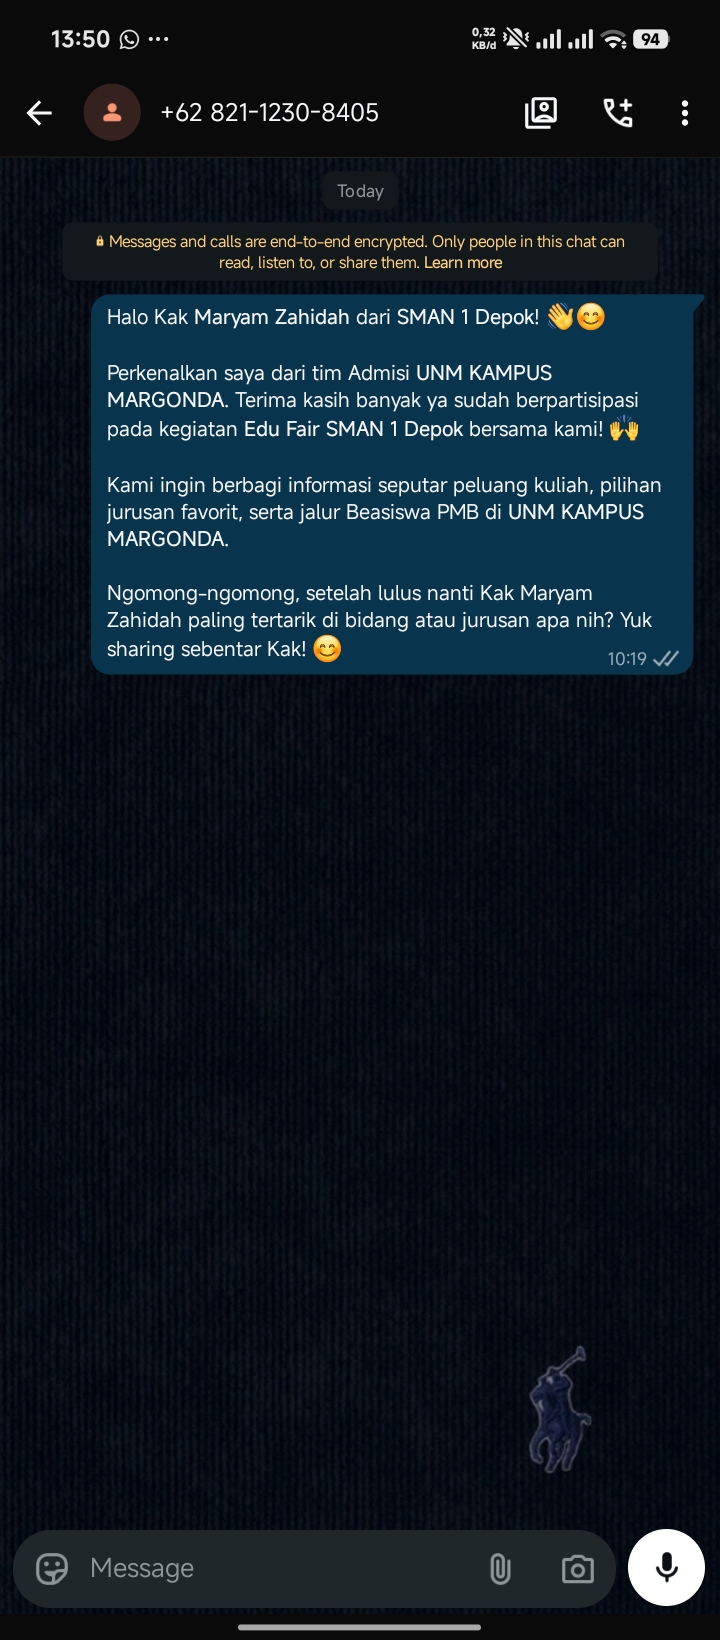 13:50
0,32
KB/d
94
+62 821-1230-8405
Today
Messages and calls are end-to-end encrypted. Only people in this chat can
read, listen to, or share them. Learn more
Halo Kak Maryam Zahidah dari SMAN 1 Depok! 👋😊
Perkenalkan saya dari tim Admisi UNM KAMPUS
MARGONDA. Terima kasih banyak ya sudah berpartisipasi
pada kegiatan Edu Fair SMAN 1 Depok bersama kami! 🙌
Kami ingin berbagi informasi seputar peluang kuliah, pilihan
jurusan favorit, serta jalur Beasiswa PMB di UNM KAMPUS
MARGONDA.
Ngomong-ngomong, setelah lulus nanti Kak Maryam
Zahidah paling tertarik di bidang atau jurusan apa nih? Yuk
sharing sebentar Kak! 😊
10:19
Message